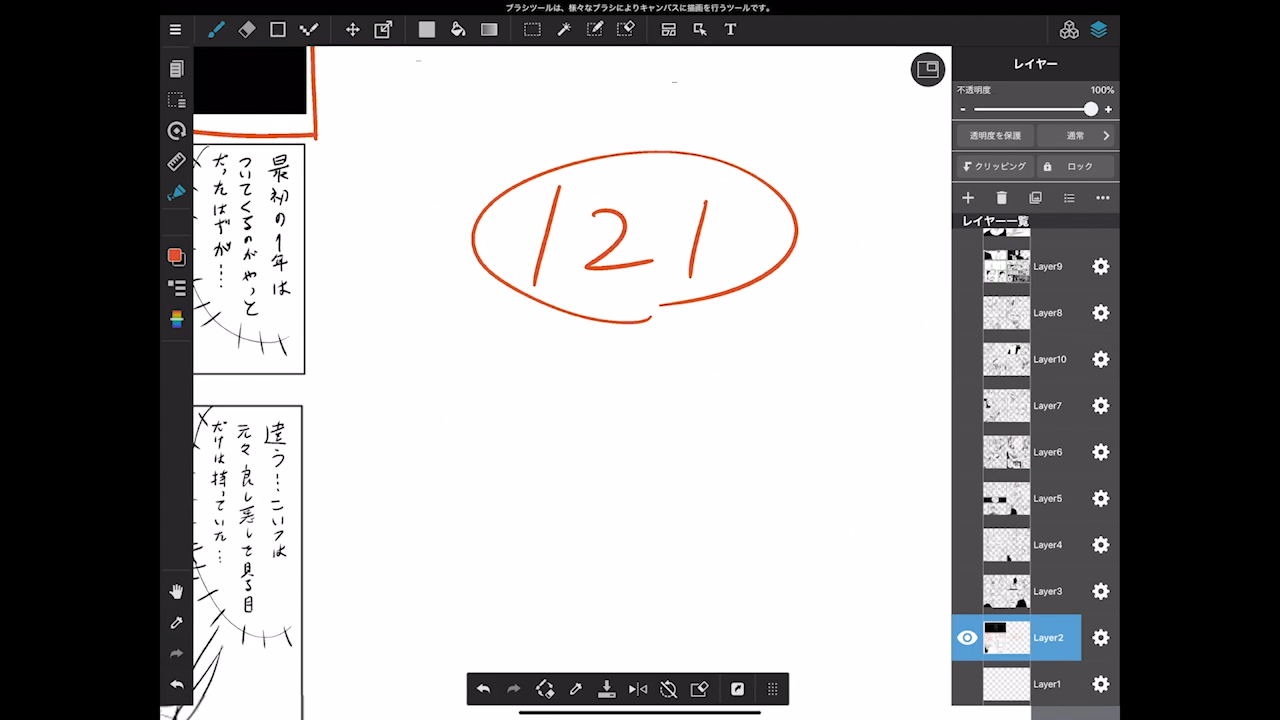 ブラシツールは、様々なブラシによりキャンバスに描画を行うツールです。
T
レイヤー
不透明度
100%
-
+
透明度を保護
通常
クリッピング
ロック
レイヤー一覧
Layer9
Layer8
Layer10
Layer7
Layer6
Layer5
Layer4
Layer3
Layer2
Layer1
121
最初の1年は
ついてくるのがやっと
だったはずが……
違う…こいつは
元々良し悪しを見る目
だけは持っていた…